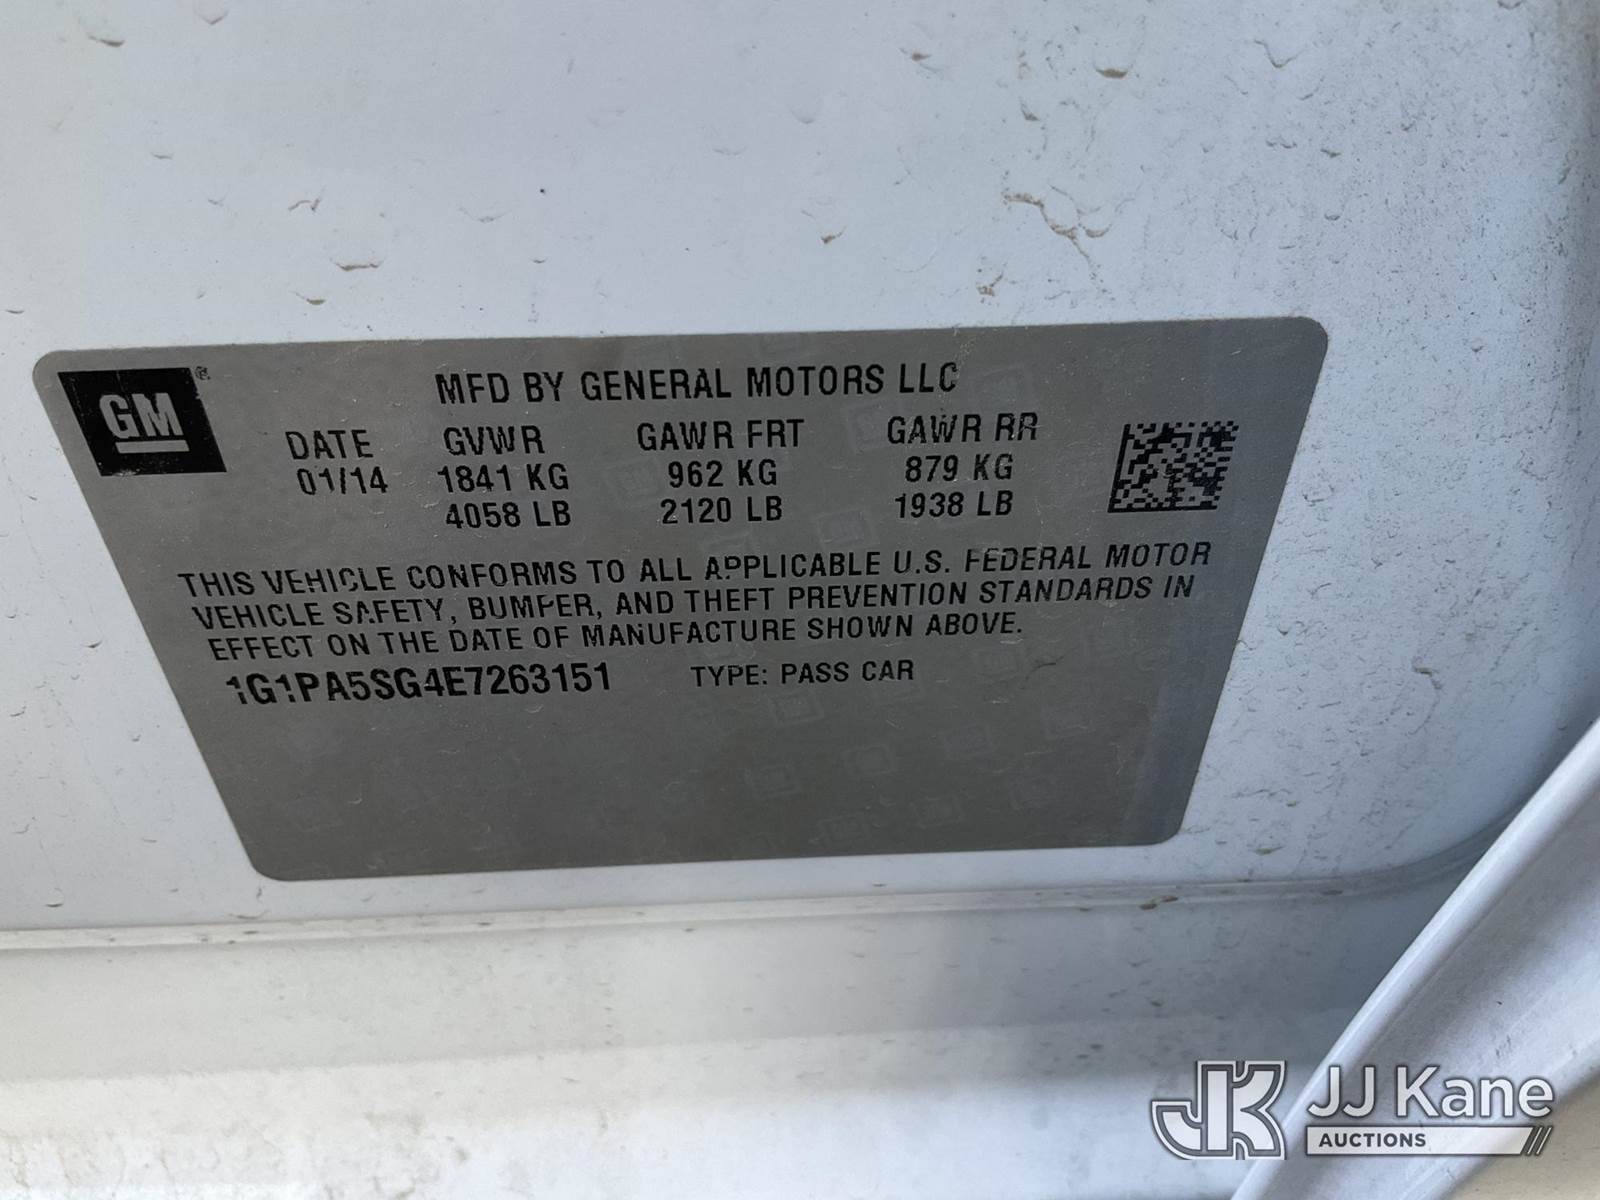 GM ®
MFD BY GENERAL MOTORS LLC
DATE GVWR GAWR FRT GAWR RR
01/14 1841 KG 962 KG 879 KG
4058 LB 2120 LB 1938 LB
THIS VEHICLE CONFORMS TO ALL APPLICABLE U.S. FEDERAL MOTOR
VEHICLE SAFETY, BUMPER, AND THEFT PREVENTION STANDARDS IN
EFFECT ON THE DATE OF MANUFACTURE SHOWN ABOVE.
1G1PA5SG4E7263151 TYPE: PASS CAR
JK JJ Kane
AUCTIONS